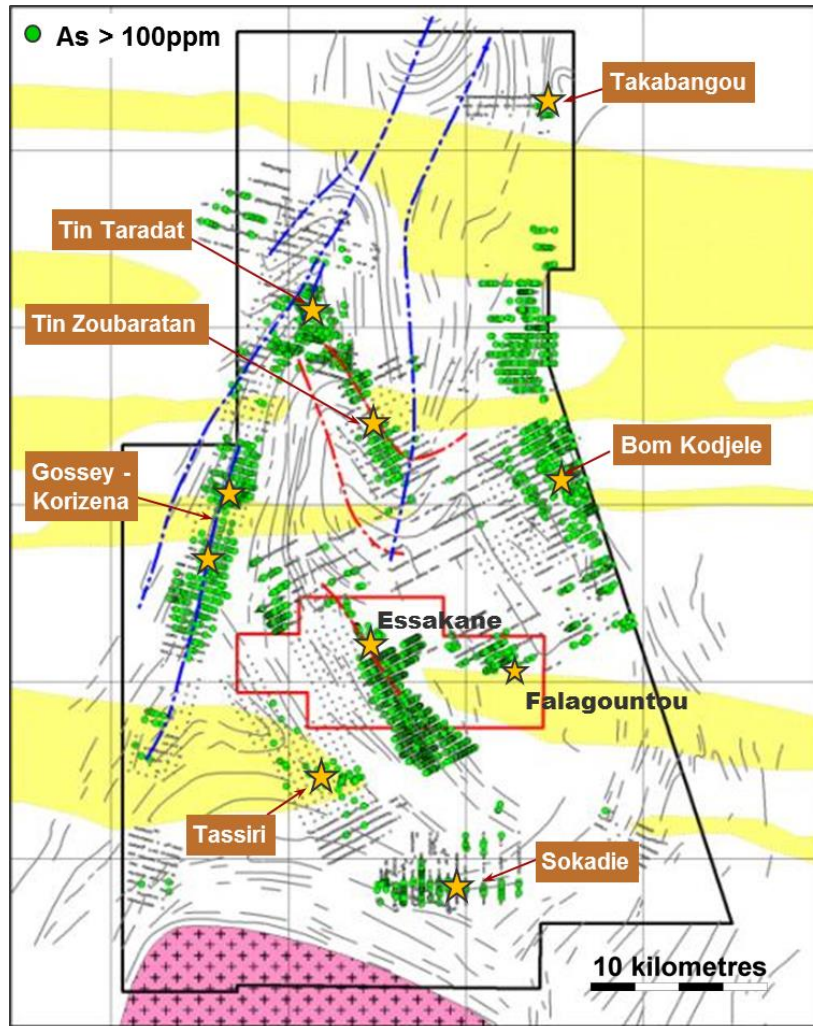 As > 100ppm
Takabangou
Tin Taradat
Tin Zoubaratan
Bom Kodjele
Gossey -
Korizena
Essakane
Falagountou
Tassiri
Sokadie
10 kilometres